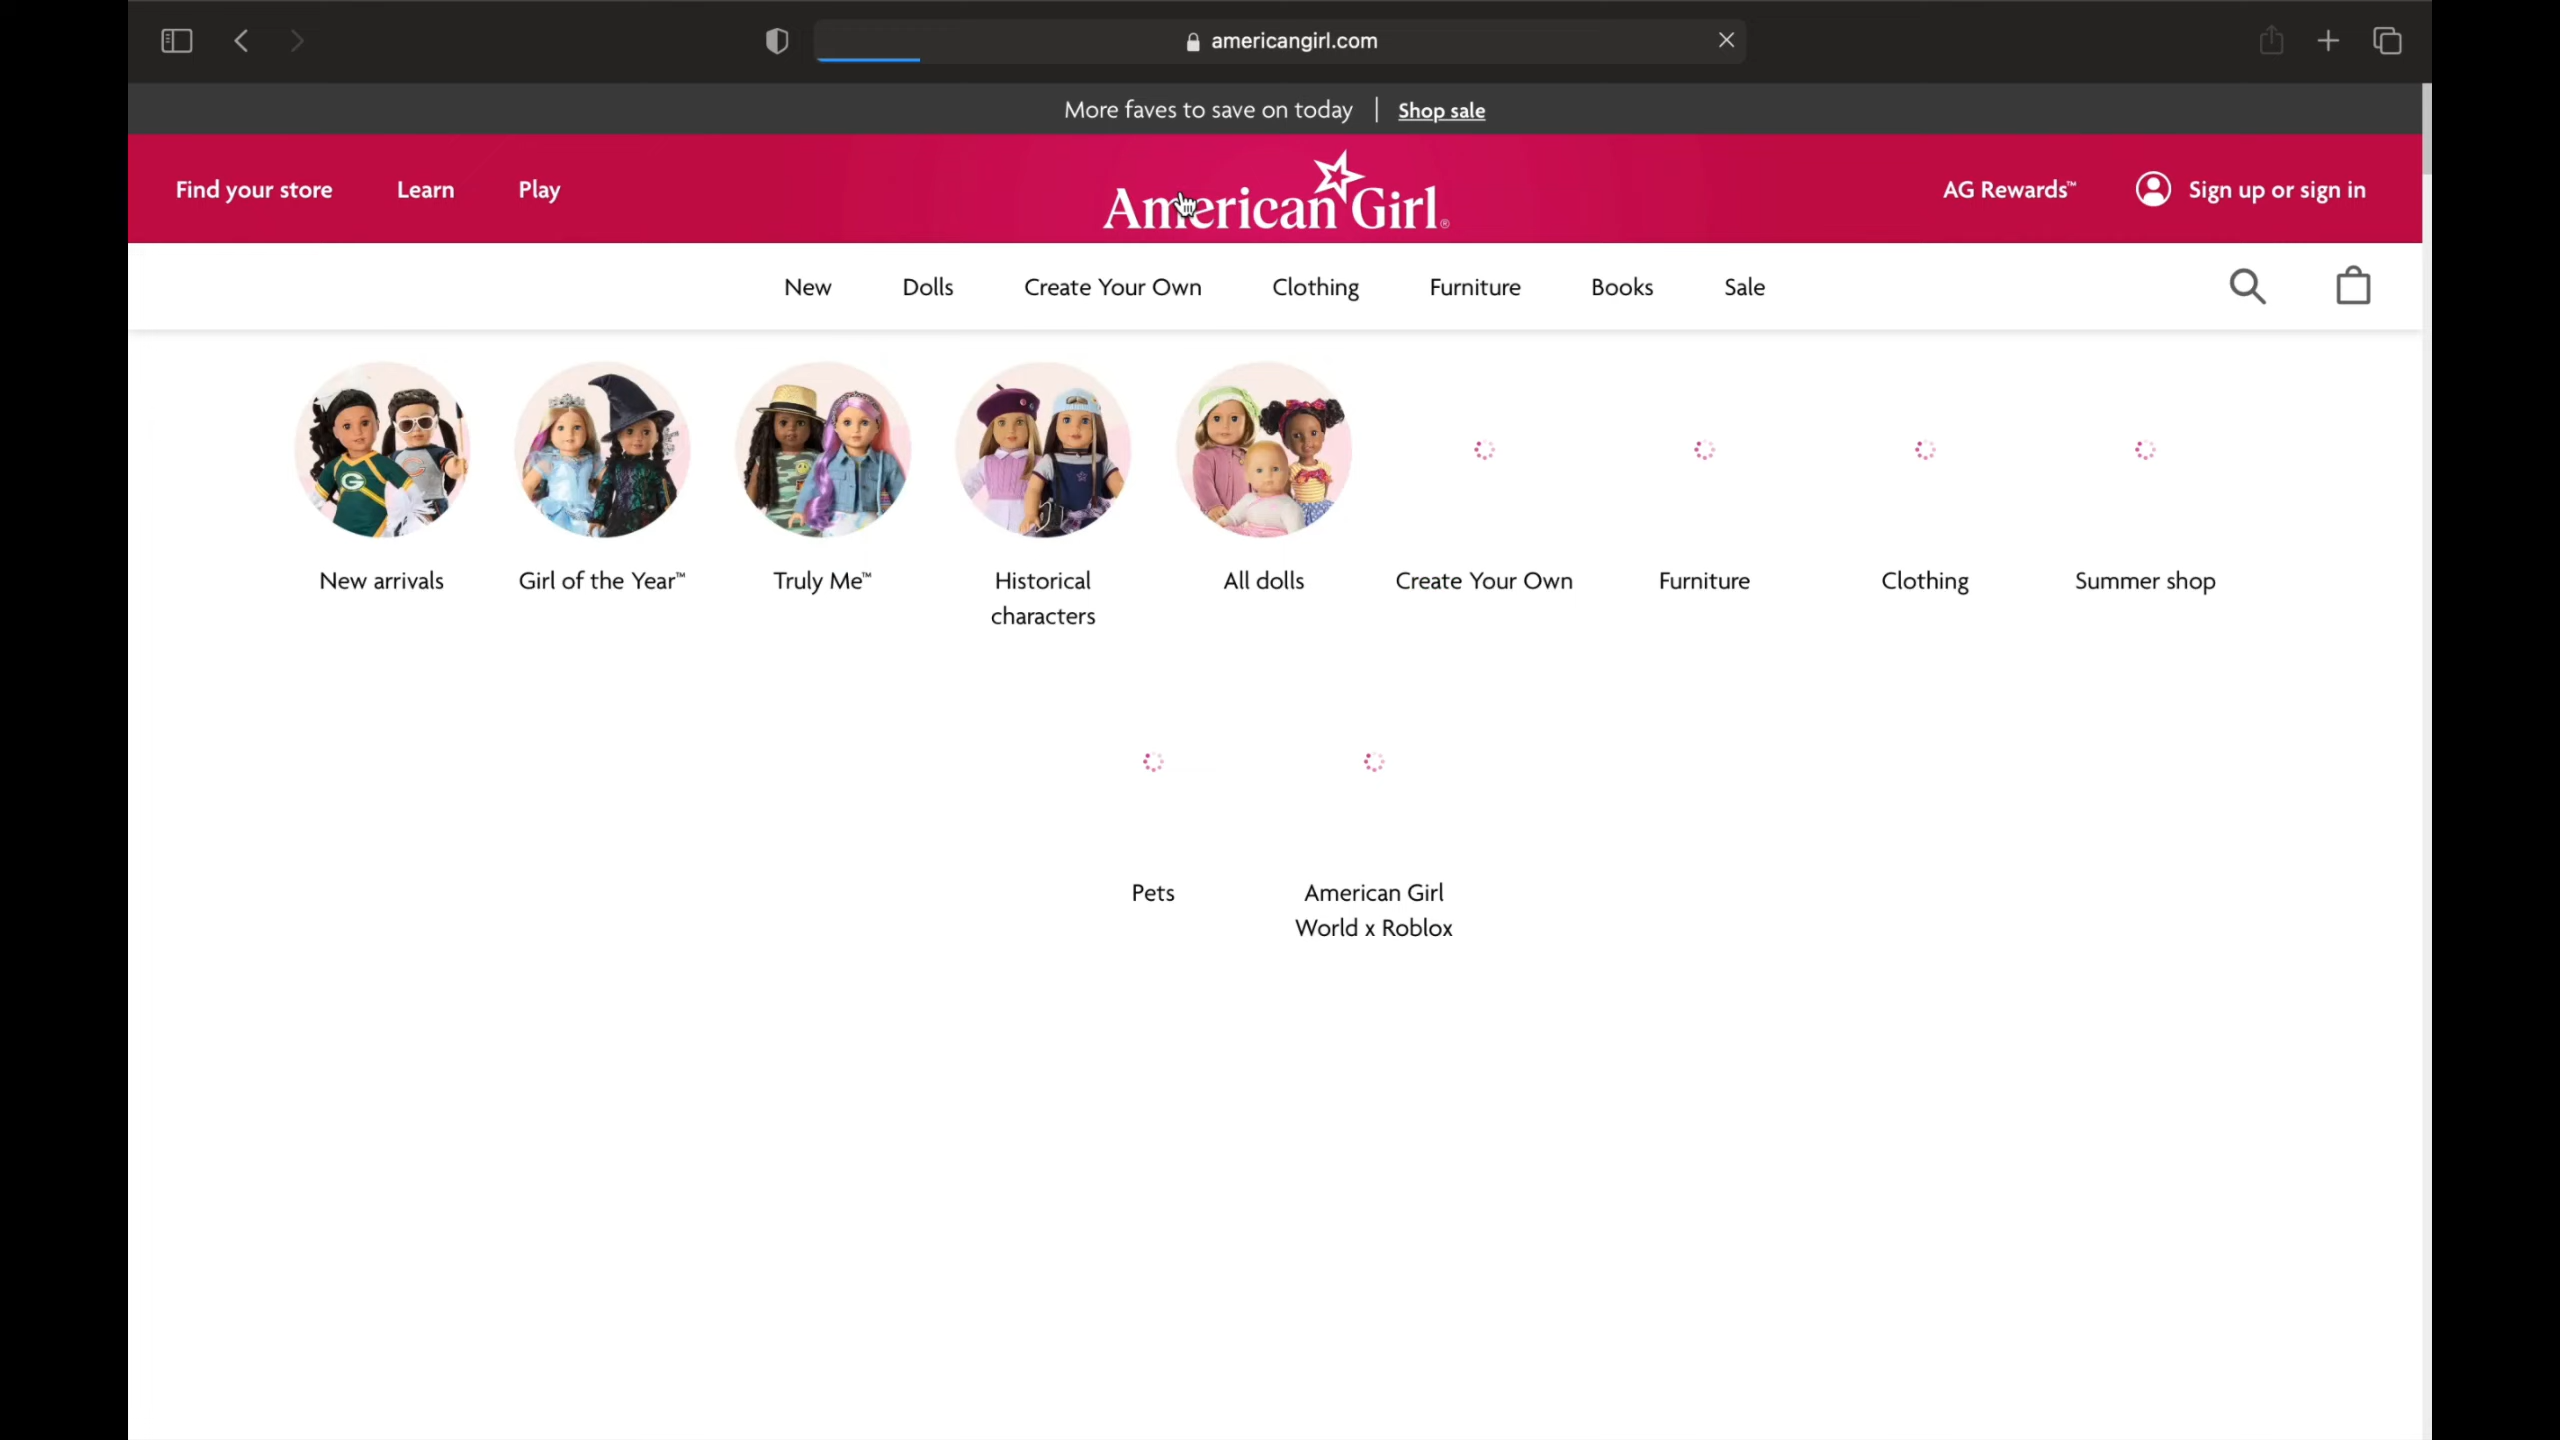 americangirl.com
More faves to save on today | Shop sale
Find your store Learn Play American Girl® AG Rewards™ Sign up or sign in
New Dolls Create Your Own Clothing Furniture Books Sale
G C
New arrivals Girl of the Year™ Truly Me™ Historical characters All dolls Create Your Own Furniture Clothing Summer shop
Pets American Girl World x Roblox